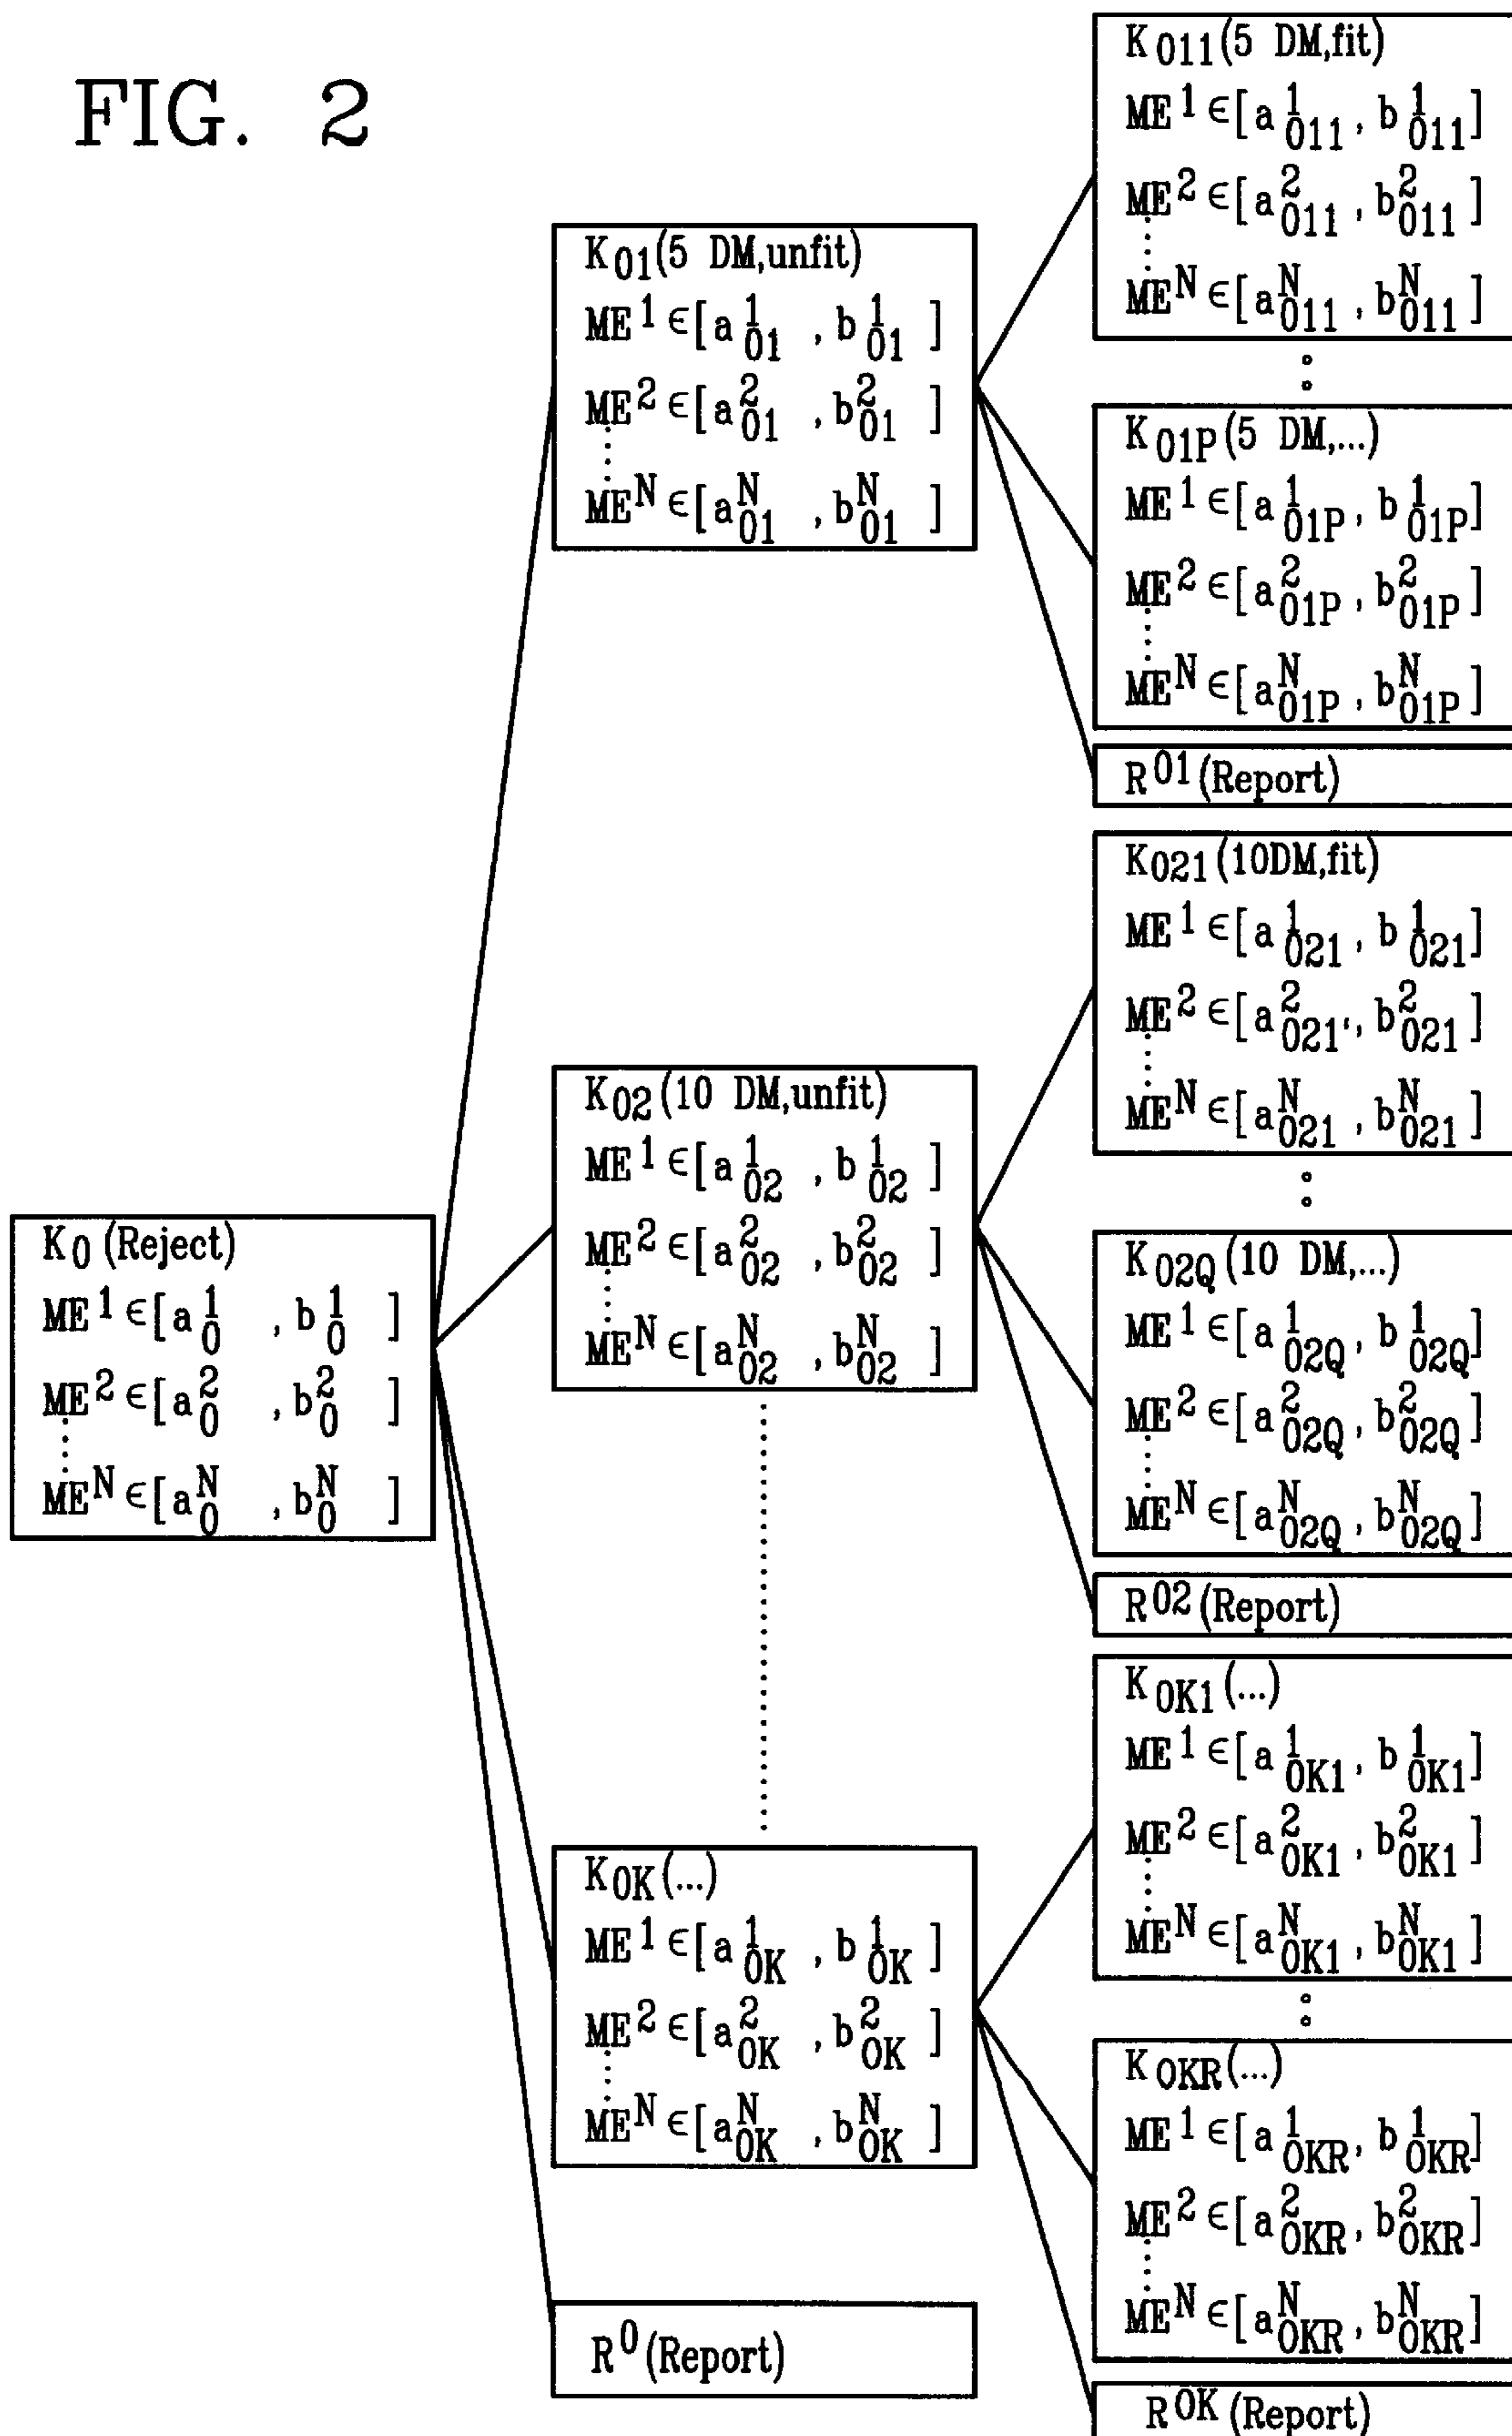 FIG. 2
K011(5 DM,fit)
ME1∈[a1011, b1011]
ME2∈[a2011, b2011]
MEN∈[aN011, bN011]
K01(5 DM,unfit)
ME1∈[a101 , b101 ]
ME2∈[a201 , b201 ]
MEN∈[aN01 , bN01 ]
K01P(5 DM,...)
ME1∈[a101P, b101P]
ME2∈[a201P, b201P]
MEN∈[aN01P, bN01P]
R01(Report)
K021(10DM,fit)
ME1∈[a1021, b1021]
ME2∈[a2021', b2021]
MEN∈[aN021, bN021]
K02(10 DM,unfit)
ME1∈[a102 , b102 ]
ME2∈[a202 , b202 ]
MEN∈[aN02 , bN02 ]
K0(Reject)
ME1∈[a10 , b10 ]
ME2∈[a20 , b20 ]
MEN∈[aN0 , bN0 ]
K02Q(10 DM,...)
ME1∈[a102Q, b102Q]
ME2∈[a202Q, b202Q]
MEN∈[aN02Q, bN02Q]
R02(Report)
K0K1(...)
ME1∈[a10K1, b10K1]
ME2∈[a20K1, b20K1]
MEN∈[aN0K1, bN0K1]
K0K(...)
ME1∈[a10K , b10K ]
ME2∈[a20K , b20K ]
MEN∈[aN0K , bN0K ]
K0KR(...)
ME1∈[a10KR, b10KR]
ME2∈[a20KR, b20KR]
MEN∈[aN0KR, bN0KR]
R0(Report)
R0K(Report)